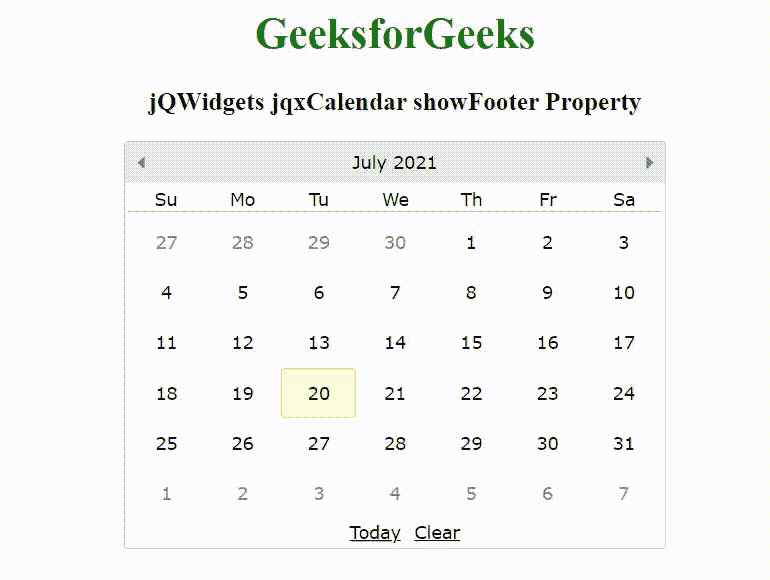 GeeksforGeeks
jQWidgets jqxCalendar showFooter Property
July 2021
Su Mo Tu We Th Fr Sa
27 28 29 30 1 2 3
4 5 6 7 8 9 10
11 12 13 14 15 16 17
18 19 20 21 22 23 24
25 26 27 28 29 30 31
1 2 3 4 5 6 7
Today Clear